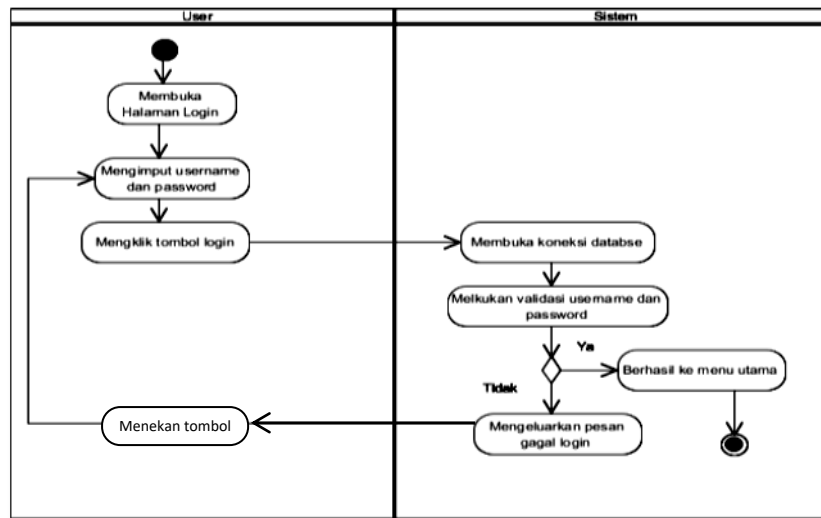 User
Sistem
Membuka
Halaman Login
Mengimput username
dan password
Mengklik tombol login
Membuka koneksi databse
Melkukan validasi username dan
password
Ya
Berhasil ke menu utama
Tidak
Menekan tombol
Mengeluarkan pesan
gagal login